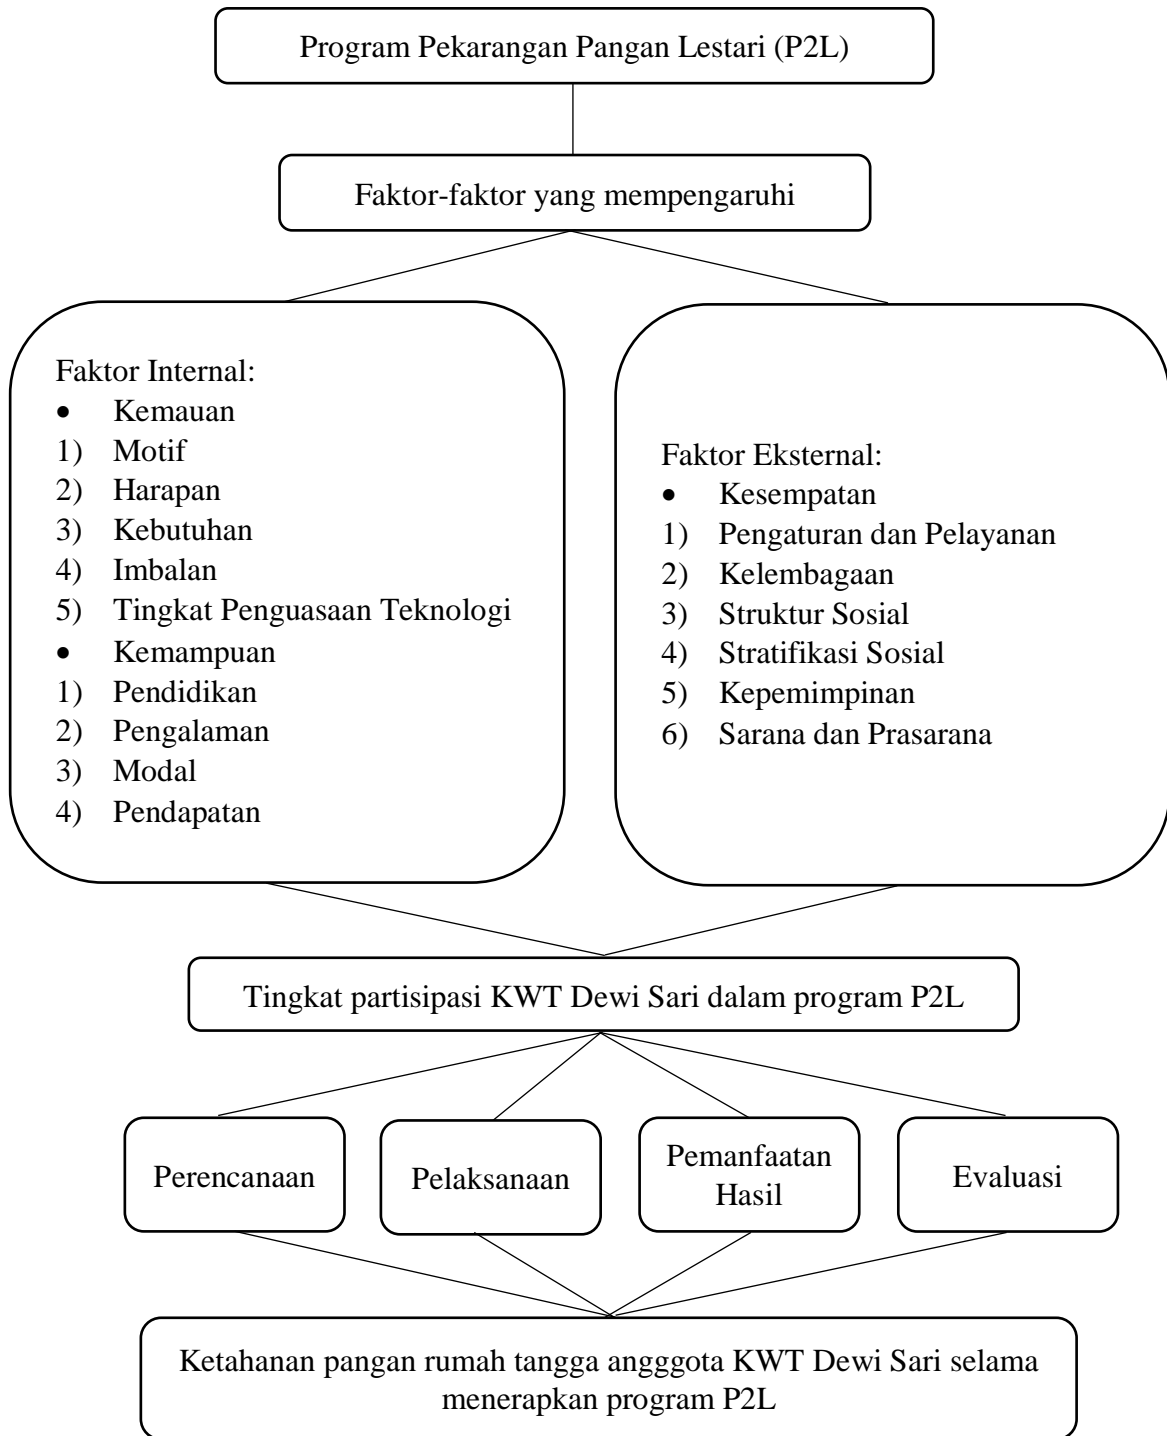 Program Pekarangan Pangan Lestari (P2L)
Faktor-faktor yang mempengaruhi
Faktor Internal:
• Kemauan
1) Motif
2) Harapan
3) Kebutuhan
4) Imbalan
5) Tingkat Penguasaan Teknologi
• Kemampuan
1) Pendidikan
2) Pengalaman
3) Modal
4) Pendapatan
Faktor Eksternal:
• Kesempatan
1) Pengaturan dan Pelayanan
2) Kelembagaan
3) Struktur Sosial
4) Stratifikasi Sosial
5) Kepemimpinan
6) Sarana dan Prasarana
Tingkat partisipasi KWT Dewi Sari dalam program P2L
Perencanaan
Pelaksanaan
Pemanfaatan
Hasil
Evaluasi
Ketahanan pangan rumah tangga angggota KWT Dewi Sari selama
menerapkan program P2L